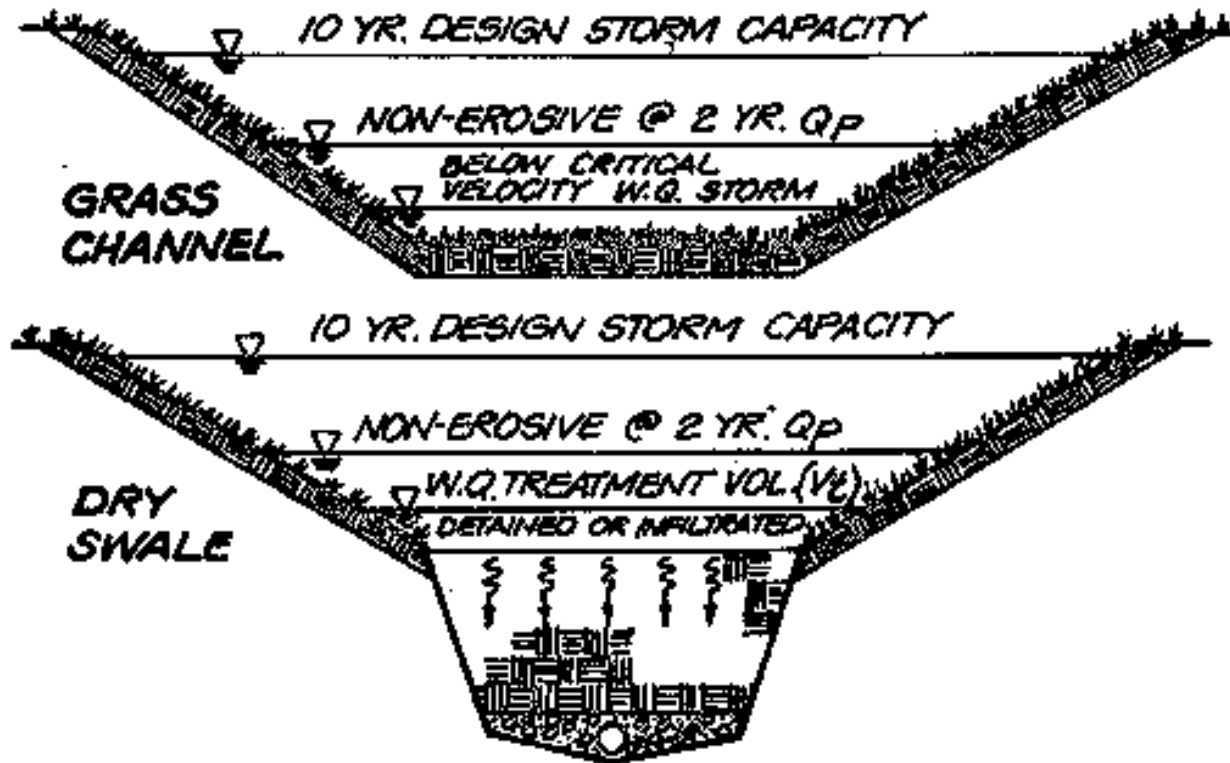 10 YR. DESIGN STORM CAPACITY
NON-EROSIVE @ 2 YR. Qp
BELOW CRITICAL
VELOCITY W.Q. STORM
GRASS
CHANNEL
10 YR. DESIGN STORM CAPACITY
NON-EROSIVE @ 2 YR. Qp
W.Q. TREATMENT VOL. (Vt)
DETAINED OR INFILTRATED
DRY
SWALE